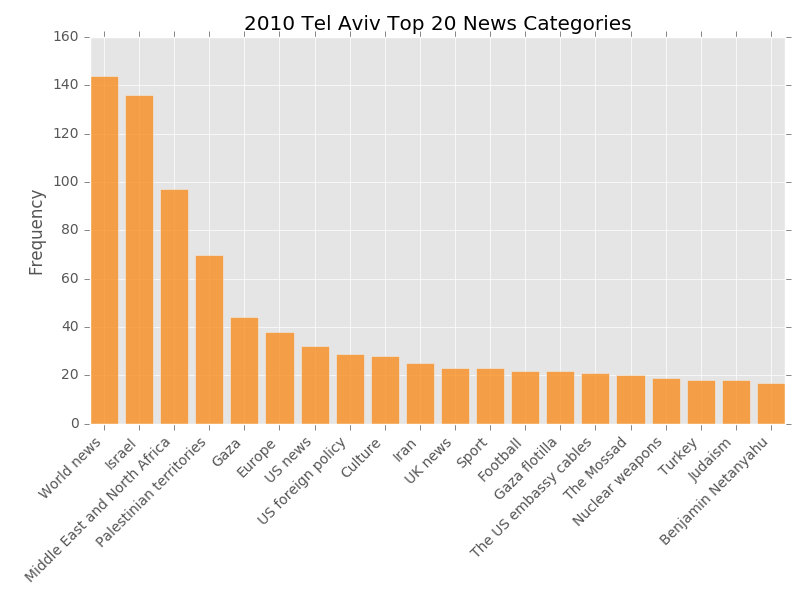 2010 Tel Aviv Top 20 News Categories
160
140
120
100
80
60
40
20
0
Frequency
World news
Israel
Middle East and North Africa
Palestinian territories
Gaza
Europe
US news
US foreign policy
Culture
Iran
UK news
Sport
Football
Gaza flotilla
The US embassy cables
The Mossad
Nuclear weapons
Turkey
Judaism
Benjamin Netanyahu